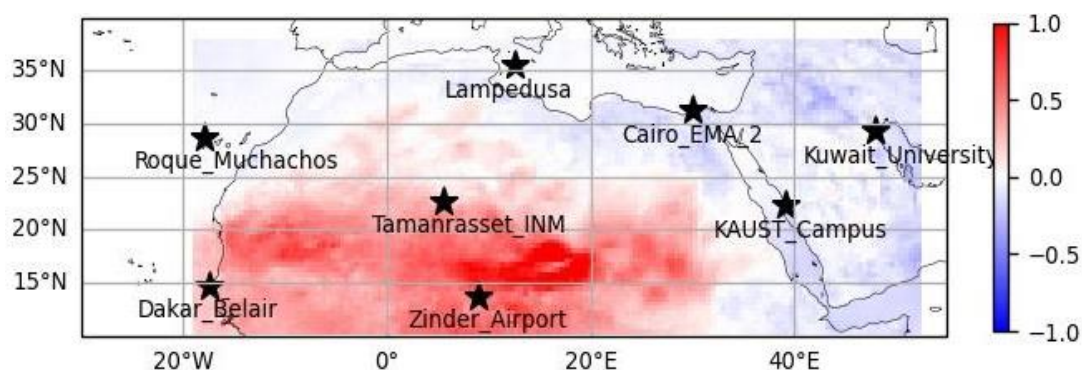 1.0
35°N
Lampedusa
0.5
30°N
Cairo_EMA_2
Roque_Muchachos
Kuwait_University
25°N
0.0
Tamanrasset_INM
20°N
KAUST_Campus
−0.5
15°N
Dakar_Belair
Zinder_Airport
−1.0
20°W 0° 20°E 40°E